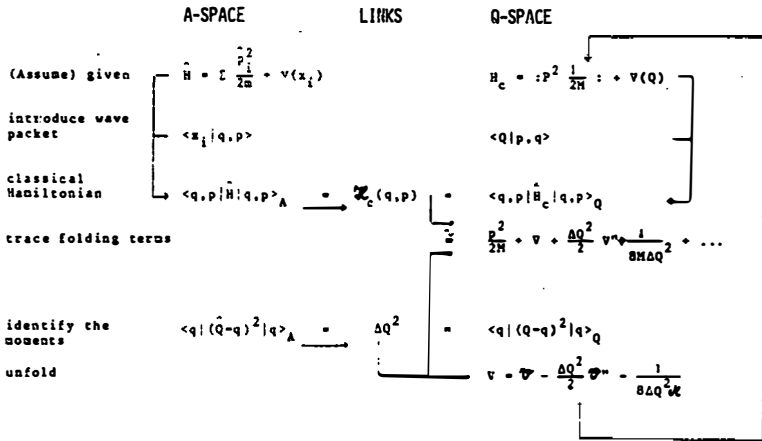 A-SPACE LINKS Q-SPACE
(Assume) given Ĥ = Σ p̂ᵢ²/2m + V(xᵢ) H_c = :P² 1/2M: + V(Q)
introduce wave
packet <xᵢ|q,p> <Q|p,q>
classical
Hamiltonian <q,p|Ĥ|q,p>_A = ℋ_c(q,p) = <q,p|Ĥ_c|q,p>_Q
trace folding terms p²/2M + V + ΔQ²/2 V" + 1/8MΔQ² + ...
identify the
moments <q|(Q̂-q)²|q>_A = ΔQ² = <q|(Q-q)²|q>_Q
unfold V = 𝒱 - ΔQ²/2 𝒱" - 1/8ΔQ²ℳ